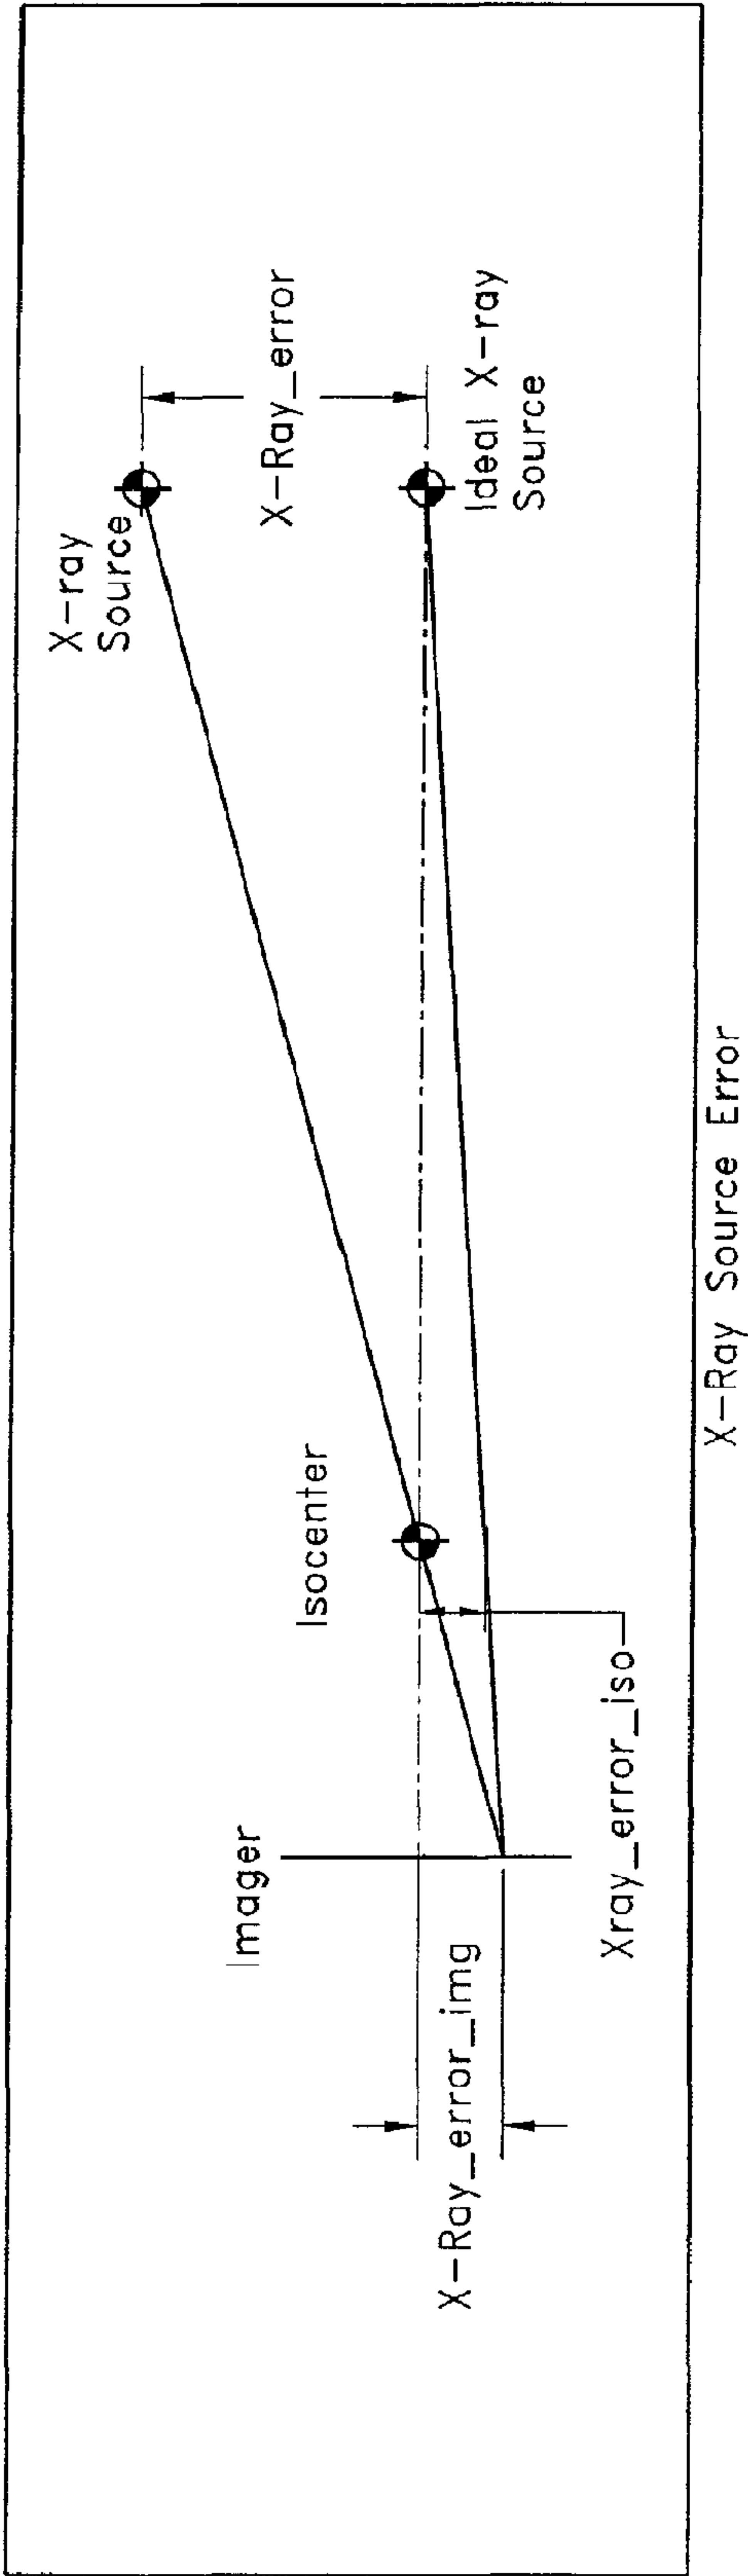 X-ray
Source
X-Ray_error
Ideal X-ray
Source
Isocenter
Imager
X-Ray_error_img
Xray_error_iso
X-Ray Source Error